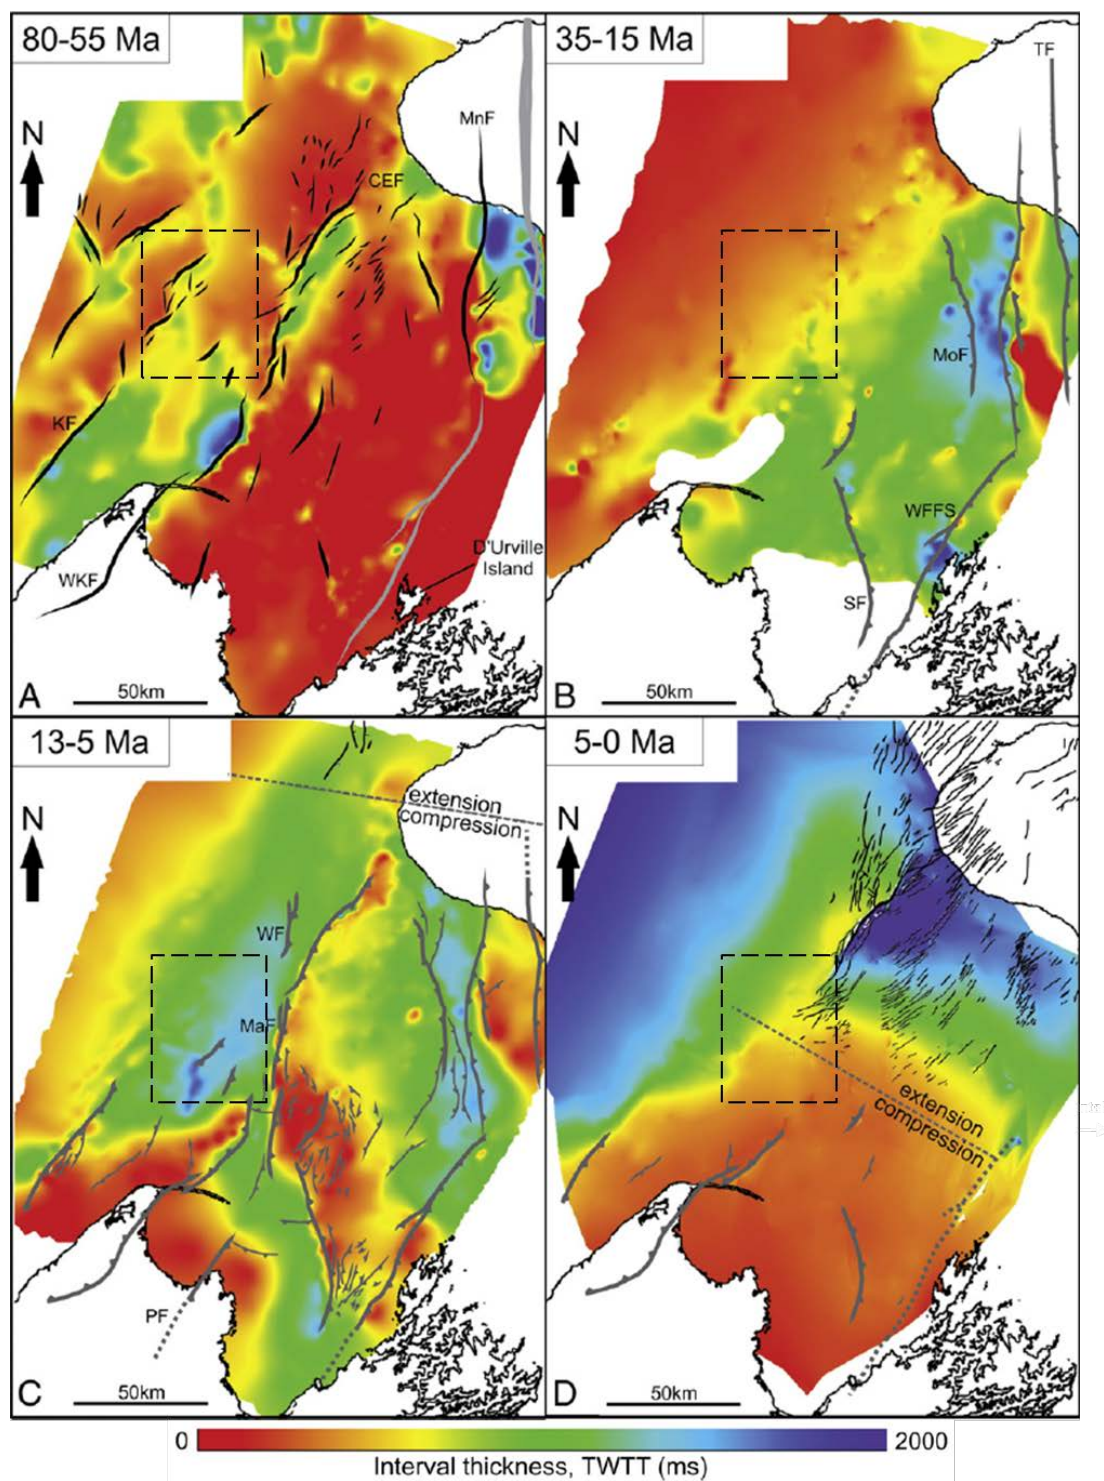 80-55 Ma
N
MnF
CEF
KF
WKF
D'Urville
Island
A
50km
35-15 Ma
TF
N
MoF
WFFS
SF
B
50km
13-5 Ma
extension
compression
N
WF
MaF
PF
C
50km
5-0 Ma
N
extension
compression
D
50km
0
2000
Interval thickness, TWTT (ms)